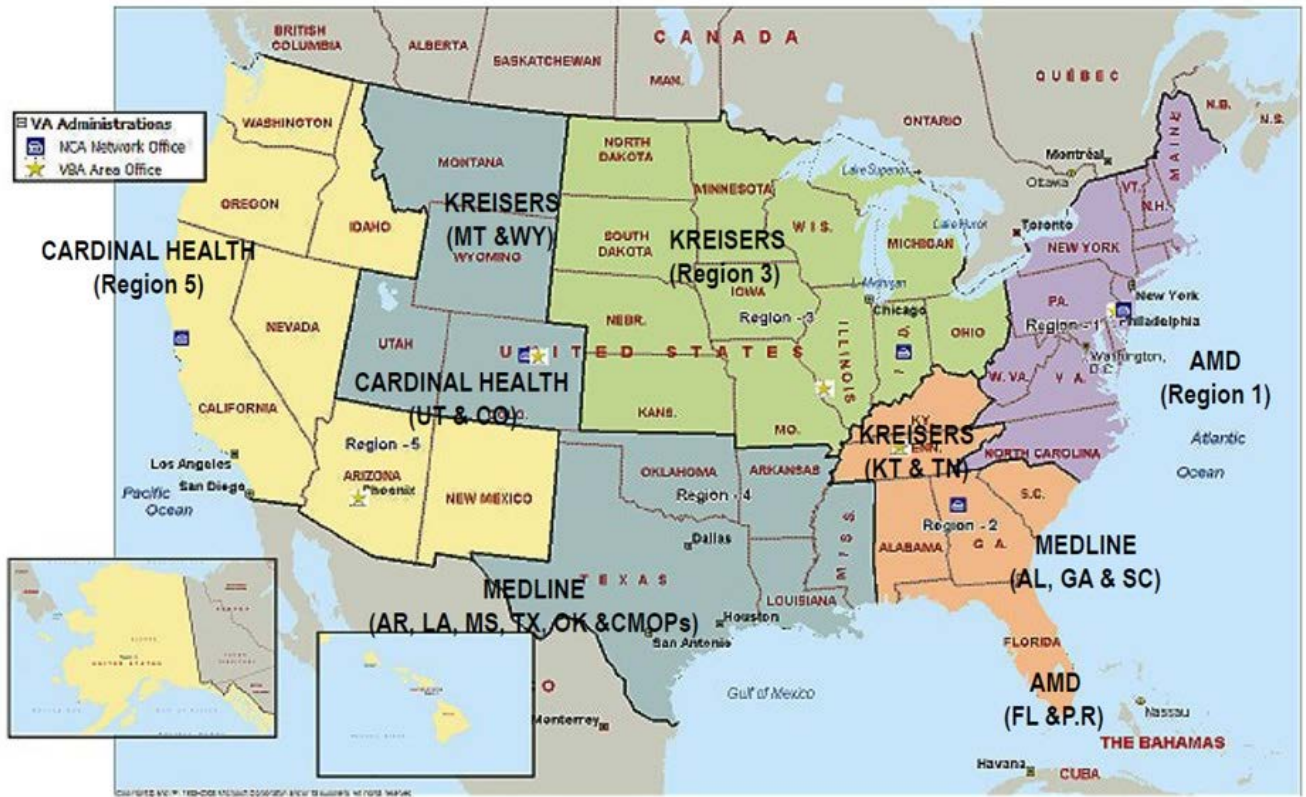 BRITISH
COLUMBIA
ALBERTA
SASKATCHEWAN
MAN.
CANADA
ONTARIO
QUÉBEC
N.B.
N.S.
VA Administrations
NCA Network Office
VBA Area Office
WASHINGTON
MONTANA
NORTH
DAKOTA
MINNESOTA
Lake Superior
Montréal
Ottawa
MAINE
VT.
N.H.
OREGON
IDAHO
KREISERS
(MT &WY)
WYOMING
SOUTH
DAKOTA
KREISERS
(Region 3)
WIS.
MICHIGAN
Lake Huron
Toronto
NEW YORK
CARDINAL HEALTH
(Region 5)
NEVADA
UTAH
NEBR.
IOWA
Region - 3
L. Michigan
Chicago
OHIO
PA.
Region - 1
New York
Philadelphia
Washington,
D.C.
UNITED STATES
ILLINOIS
CARDINAL HEALTH
(UT & CO)
KANS.
MO.
W. VA.
V A.
AMD
(Region 1)
CALIFORNIA
Region - 5
ARIZONA
Phoenix
NEW MEXICO
Los Angeles
San Diego
Pacific
Ocean
OKLAHOMA
Region - 4
ARKANSAS
KY.
KREISERS
(KT & TN)
NORTH CAROLINA
Atlantic
Ocean
S.C.
Dallas
TEXAS
MISS.
ALABAMA
Region - 2
G A.
MEDLINE
(AL, GA & SC)
MEDLINE
(AR, LA, MS, TX, OK &CMOPs)
LOUISIANA
Houston
San Antonio
FLORIDA
AMD
(FL &P.R)
UNITED STATES
Gulf of Mexico
Monterrey
Nassau
THE BAHAMAS
Havana
CUBA